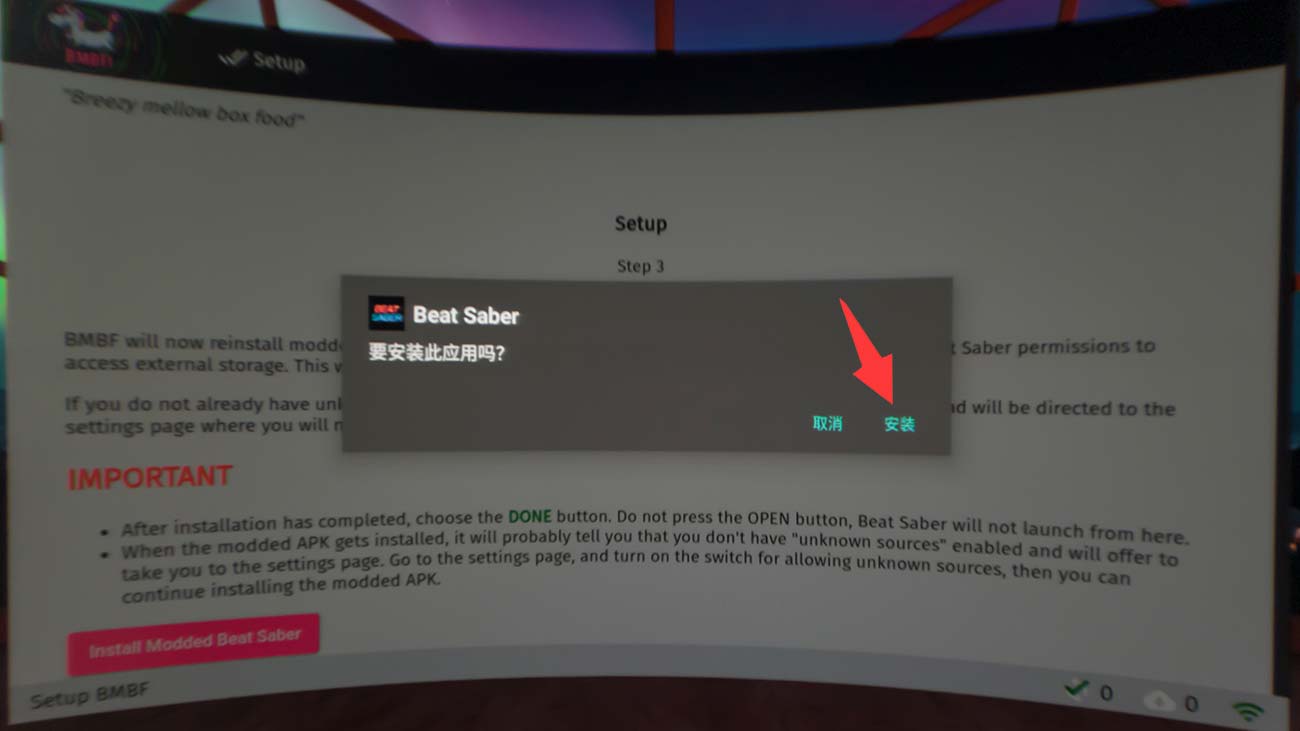 BMBF
Setup
"Breezy mellow box food"
Setup
Step 3
BEAT
SABER
Beat Saber
要安装此应用吗?
取消
安装
BMBF will now reinstall modd
t Saber permissions to
access external storage. This
If you do not already have unk
nd will be directed to the
settings page where you will
IMPORTANT
After installation has completed, choose the DONE button. Do not press the OPEN button, Beat Saber will not launch from here.
When the modded APK gets installed, it will probably tell you that you don't have "unknown sources" enabled and will offer to
take you to the settings page. Go to the settings page, and turn on the switch for allowing unknown sources, then you can
continue installing the modded APK.
Install Modded Beat Saber
Setup BMBF
0
0